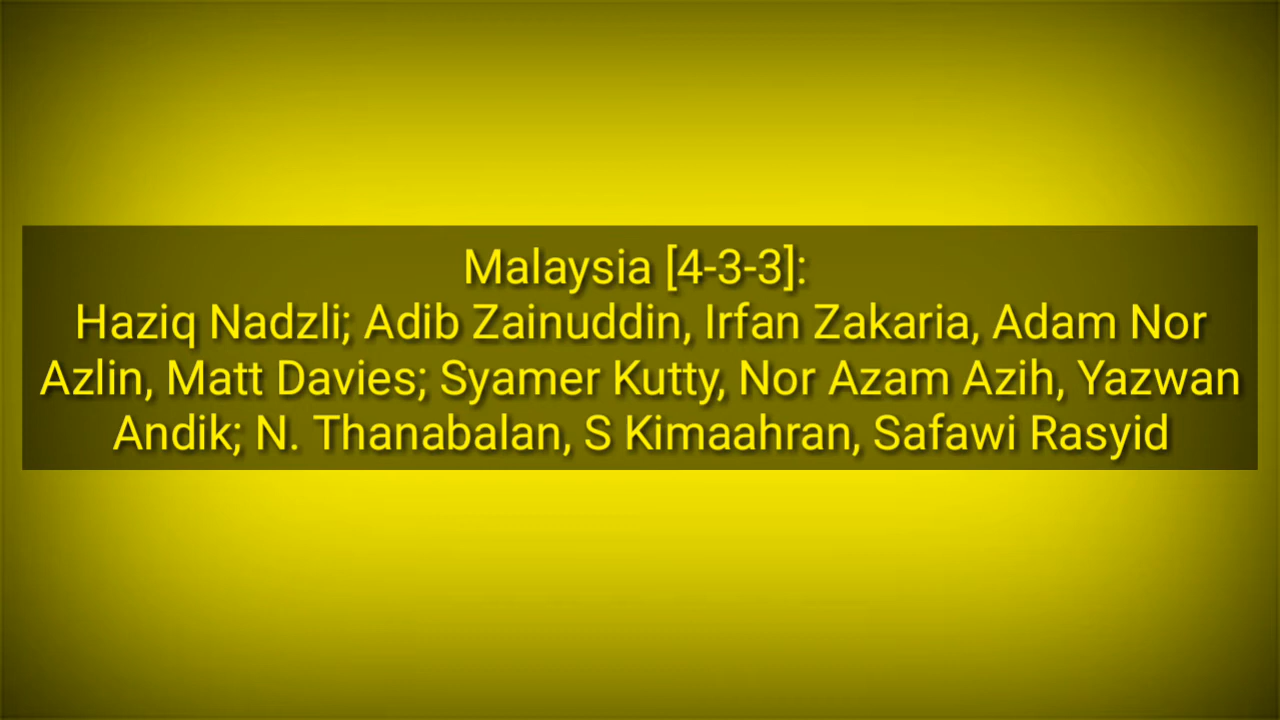 Malaysia [4-3-3]:
Haziq Nadzli; Adib Zainuddin, Irfan Zakaria, Adam Nor
Azlin, Matt Davies; Syamer Kutty, Nor Azam Azih, Yazwan
Andik; N. Thanabalan, S Kimaahran, Safawi Rasyid